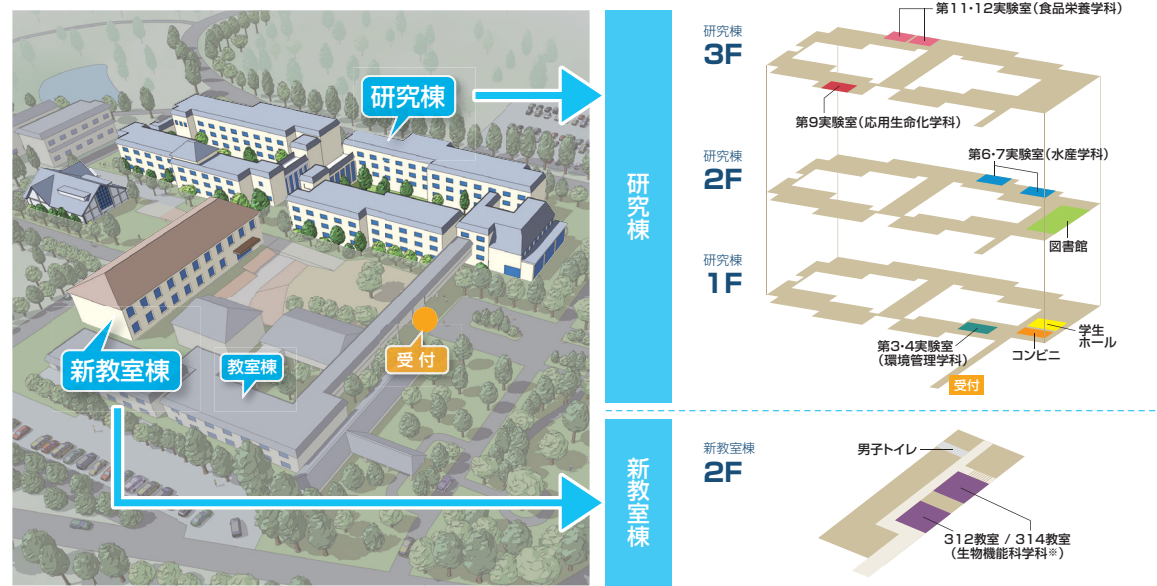 研究棟
新教室棟
教室棟
受付
研究棟
研究棟
3F
第11・12実験室(食品栄養学科)
第9実験室(応用生命化学科)
研究棟
2F
第6・7実験室(水産学科)
図書館
研究棟
1F
第3・4実験室
(環境管理学科)
学生
ホール
コンビニ
受付
新教室棟
新教室棟
2F
男子トイレ
312教室 / 314教室
(生物機能科学科※)